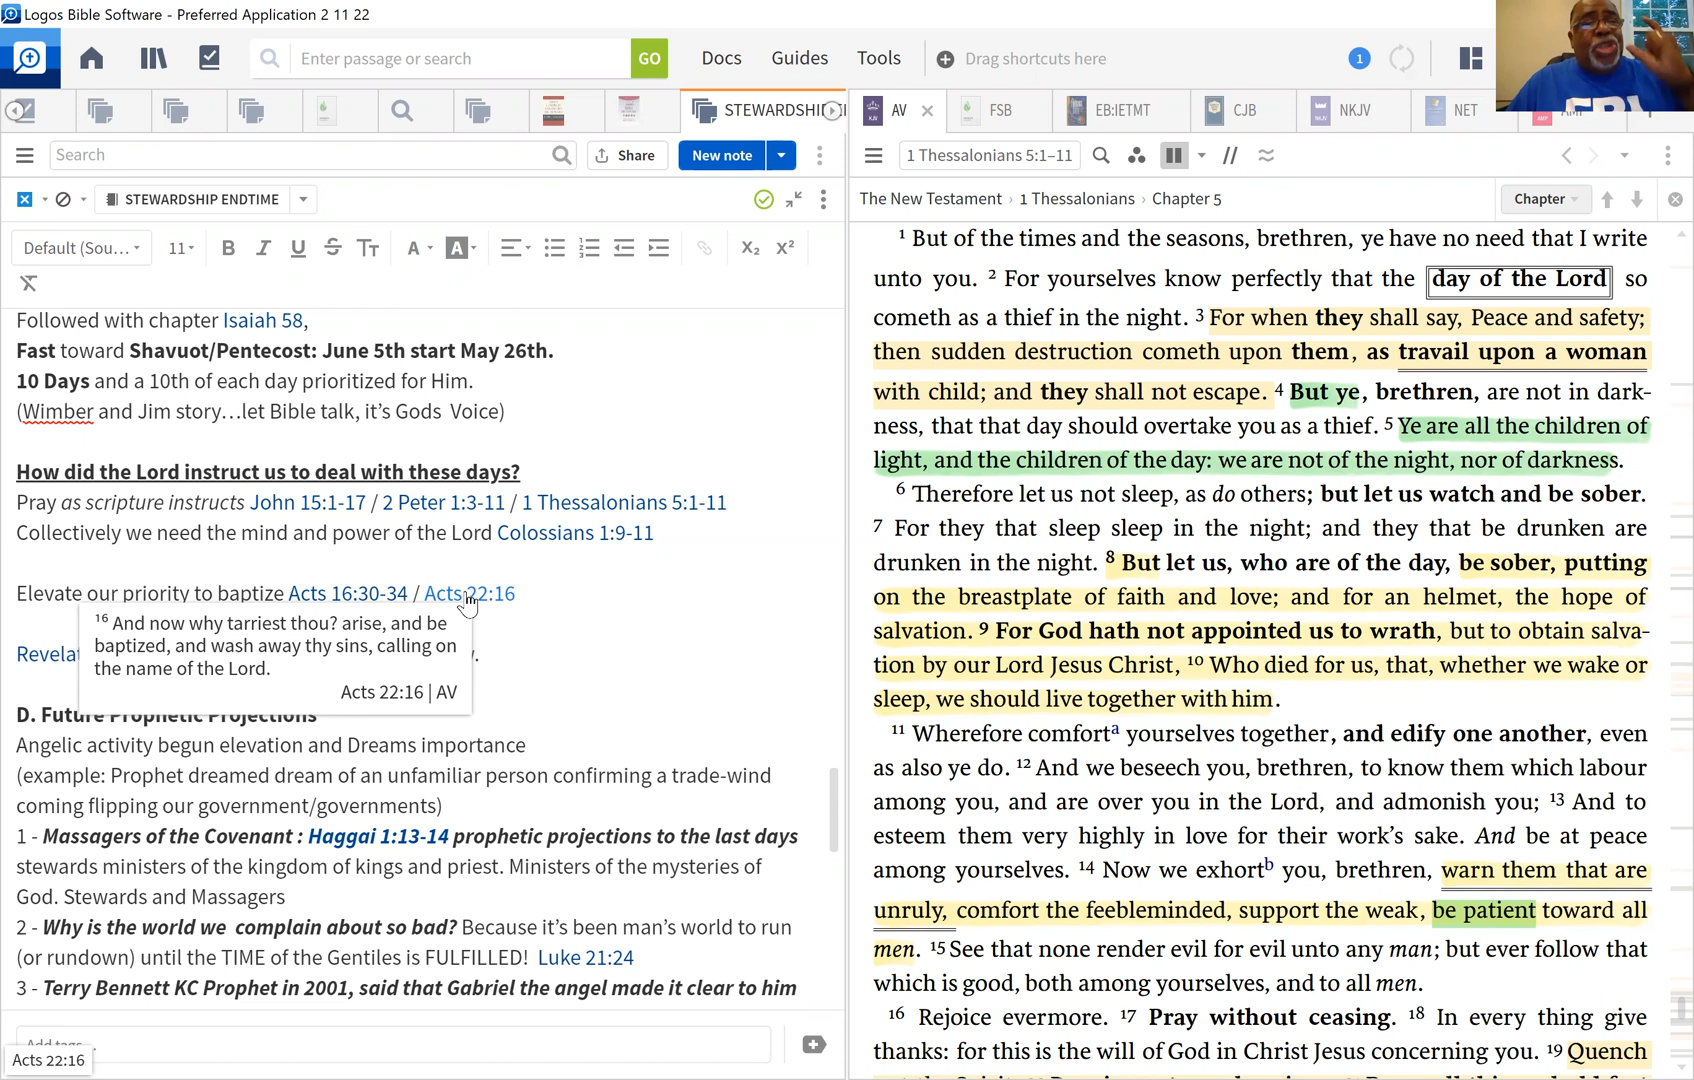 Logos Bible Software - Preferred Application 2 11 22
Enter passage or search
GO
Docs
Guides
Tools
Drag shortcuts here
1
STEWARDSHIP
AV
FSB
EB:IETMT
CJB
NKJV
NET
Search
Share
New note
1 Thessalonians 5:1–11
STEWARDSHIP ENDTIME
The New Testament › 1 Thessalonians › Chapter 5
Chapter
Default (Sou...
11
Followed with chapter Isaiah 58,
Fast toward Shavuot/Pentecost: June 5th start May 26th.
10 Days and a 10th of each day prioritized for Him.
(Wimber and Jim story…let Bible talk, it’s Gods Voice)
How did the Lord instruct us to deal with these days?
Pray as scripture instructs John 15:1-17 / 2 Peter 1:3-11 / 1 Thessalonians 5:1-11
Collectively we need the mind and power of the Lord Colossians 1:9-11
Elevate our priority to baptize Acts 16:30-34 / Acts 22:16
16 And now why tarriest thou? arise, and be
baptized, and wash away thy sins, calling on
the name of the Lord.
Acts 22:16 | AV
D. Future Prophetic Projections
Angelic activity begun elevation and Dreams importance
(example: Prophet dreamed dream of an unfamiliar person confirming a trade-wind
coming flipping our government/governments)
1 - Massagers of the Covenant : Haggai 1:13-14 prophetic projections to the last days
stewards ministers of the kingdom of kings and priest. Ministers of the mysteries of
God. Stewards and Massagers
2 - Why is the world we complain about so bad? Because it’s been man’s world to run
(or rundown) until the TIME of the Gentiles is FULFILLED! Luke 21:24
3 - Terry Bennett KC Prophet in 2001, said that Gabriel the angel made it clear to him
Add tags...
Acts 22:16
1 But of the times and the seasons, brethren, ye have no need that I write
unto you. 2 For yourselves know perfectly that the day of the Lord so
cometh as a thief in the night. 3 For when they shall say, Peace and safety;
then sudden destruction cometh upon them, as travail upon a woman
with child; and they shall not escape. 4 But ye, brethren, are not in dark-
ness, that that day should overtake you as a thief. 5 Ye are all the children of
light, and the children of the day: we are not of the night, nor of darkness.
6 Therefore let us not sleep, as do others; but let us watch and be sober.
7 For they that sleep sleep in the night; and they that be drunken are
drunken in the night. 8 But let us, who are of the day, be sober, putting
on the breastplate of faith and love; and for an helmet, the hope of
salvation. 9 For God hath not appointed us to wrath, but to obtain salva-
tion by our Lord Jesus Christ, 10 Who died for us, that, whether we wake or
sleep, we should live together with him.
11 Wherefore comfort a yourselves together, and edify one another, even
as also ye do. 12 And we beseech you, brethren, to know them which labour
among you, and are over you in the Lord, and admonish you; 13 And to
esteem them very highly in love for their work’s sake. And be at peace
among yourselves. 14 Now we exhort b you, brethren, warn them that are
unruly, comfort the feebleminded, support the weak, be patient toward all
men. 15 See that none render evil for evil unto any man; but ever follow that
which is good, both among yourselves, and to all men.
16 Rejoice evermore. 17 Pray without ceasing. 18 In every thing give
thanks: for this is the will of God in Christ Jesus concerning you. 19 Quench